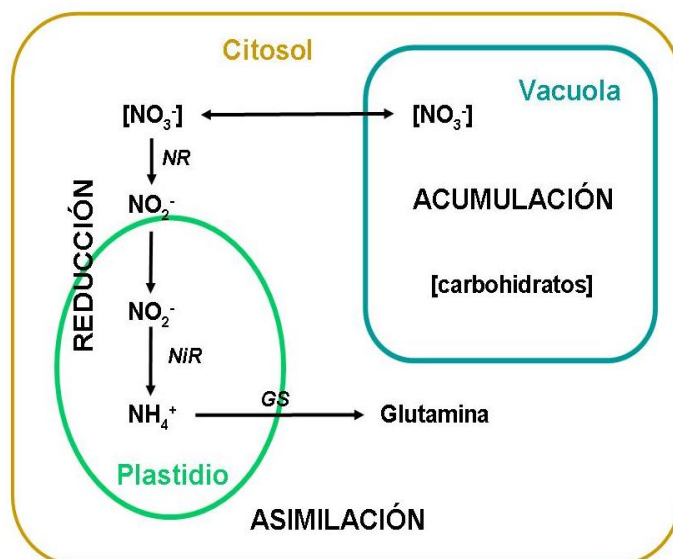 Citosol
Vacuola
[NO₃⁻]
[NO₃⁻]
NR
NO₂⁻
ACUMULACIÓN
REDUCCIÓN
[carbohidratos]
NO₂⁻
NiR
NH₄⁺
GS
Glutamina
Plastidio
ASIMILACIÓN